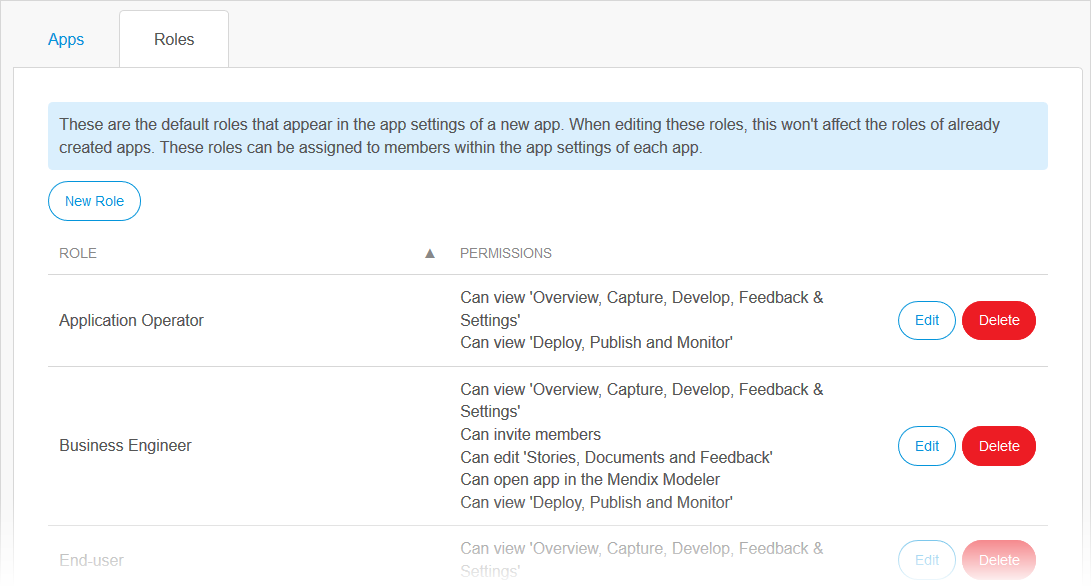 Apps
Roles
These are the default roles that appear in the app settings of a new app. When editing these roles, this won't affect the roles of already
created apps. These roles can be assigned to members within the app settings of each app.
New Role
ROLE ▲ PERMISSIONS
Application Operator
Can view 'Overview, Capture, Develop, Feedback &
Settings'
Can view 'Deploy, Publish and Monitor'
Edit
Delete
Business Engineer
Can view 'Overview, Capture, Develop, Feedback &
Settings'
Can invite members
Can edit 'Stories, Documents and Feedback'
Can open app in the Mendix Modeler
Can view 'Deploy, Publish and Monitor'
Edit
Delete
End-user
Can view 'Overview, Capture, Develop, Feedback &
Settings'
Edit
Delete